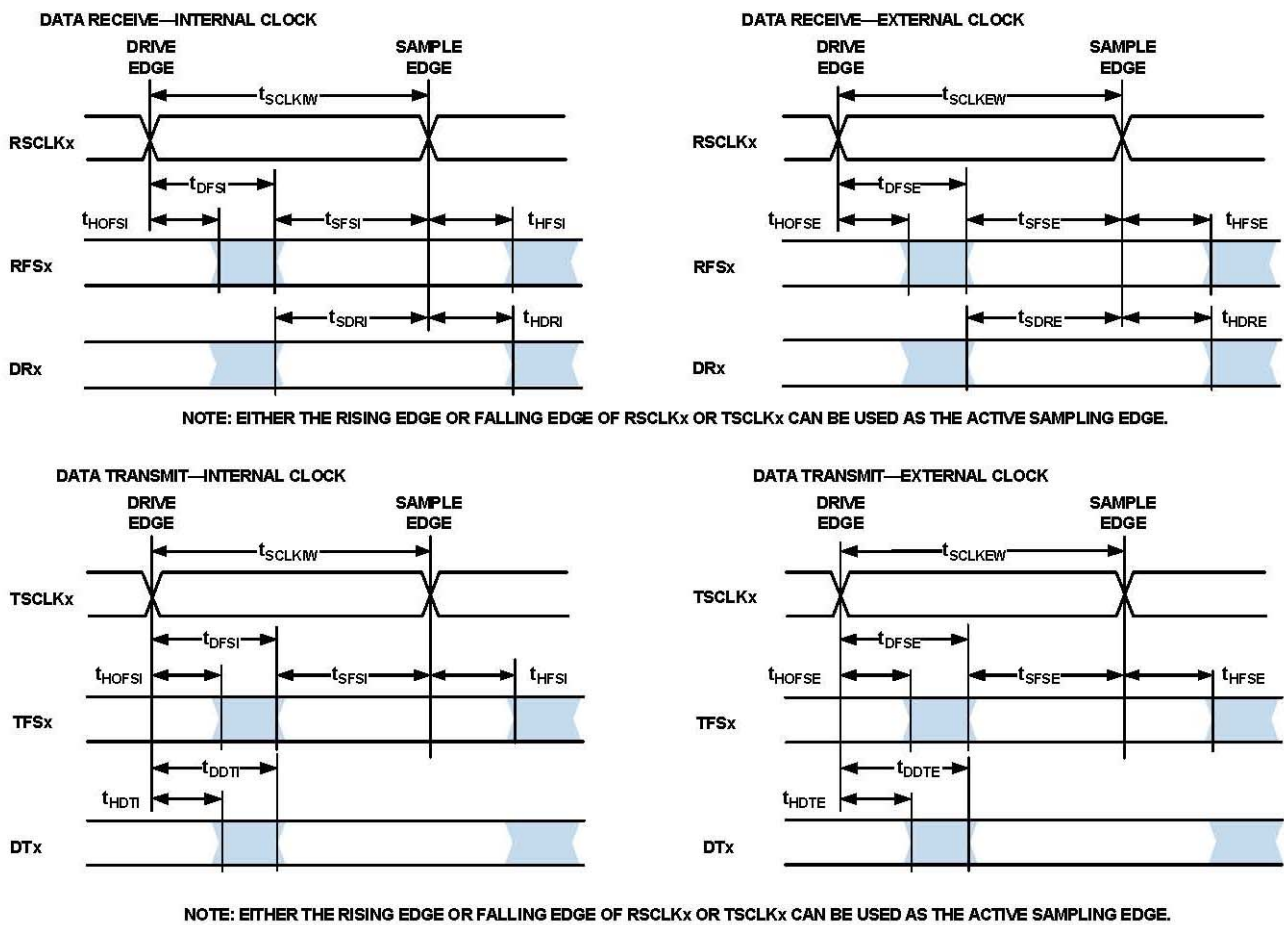 DATA RECEIVE—INTERNAL CLOCK
DRIVE
EDGE
SAMPLE
EDGE
tSCLKIW
RSCLKx
tDFSI
tHOFSI
tSFSI
tHFSI
RFSx
tSDRI
tHDRI
DRx
DATA RECEIVE—EXTERNAL CLOCK
DRIVE
EDGE
SAMPLE
EDGE
tSCLKEW
RSCLKx
tDFSE
tHOFSE
tSFSE
tHFSE
RFSx
tSDRE
tHDRE
DRx
NOTE: EITHER THE RISING EDGE OR FALLING EDGE OF RSCLKx OR TSCLKx CAN BE USED AS THE ACTIVE SAMPLING EDGE.
DATA TRANSMIT—INTERNAL CLOCK
DRIVE
EDGE
SAMPLE
EDGE
tSCLKIW
TSCLKx
tDFSI
tHOFSI
tSFSI
tHFSI
TFSx
tDDTI
tHDTI
DTx
DATA TRANSMIT—EXTERNAL CLOCK
DRIVE
EDGE
SAMPLE
EDGE
tSCLKEW
TSCLKx
tDFSE
tHOFSE
tSFSE
tHFSE
TFSx
tDDTE
tHDTE
DTx
NOTE: EITHER THE RISING EDGE OR FALLING EDGE OF RSCLKx OR TSCLKx CAN BE USED AS THE ACTIVE SAMPLING EDGE.